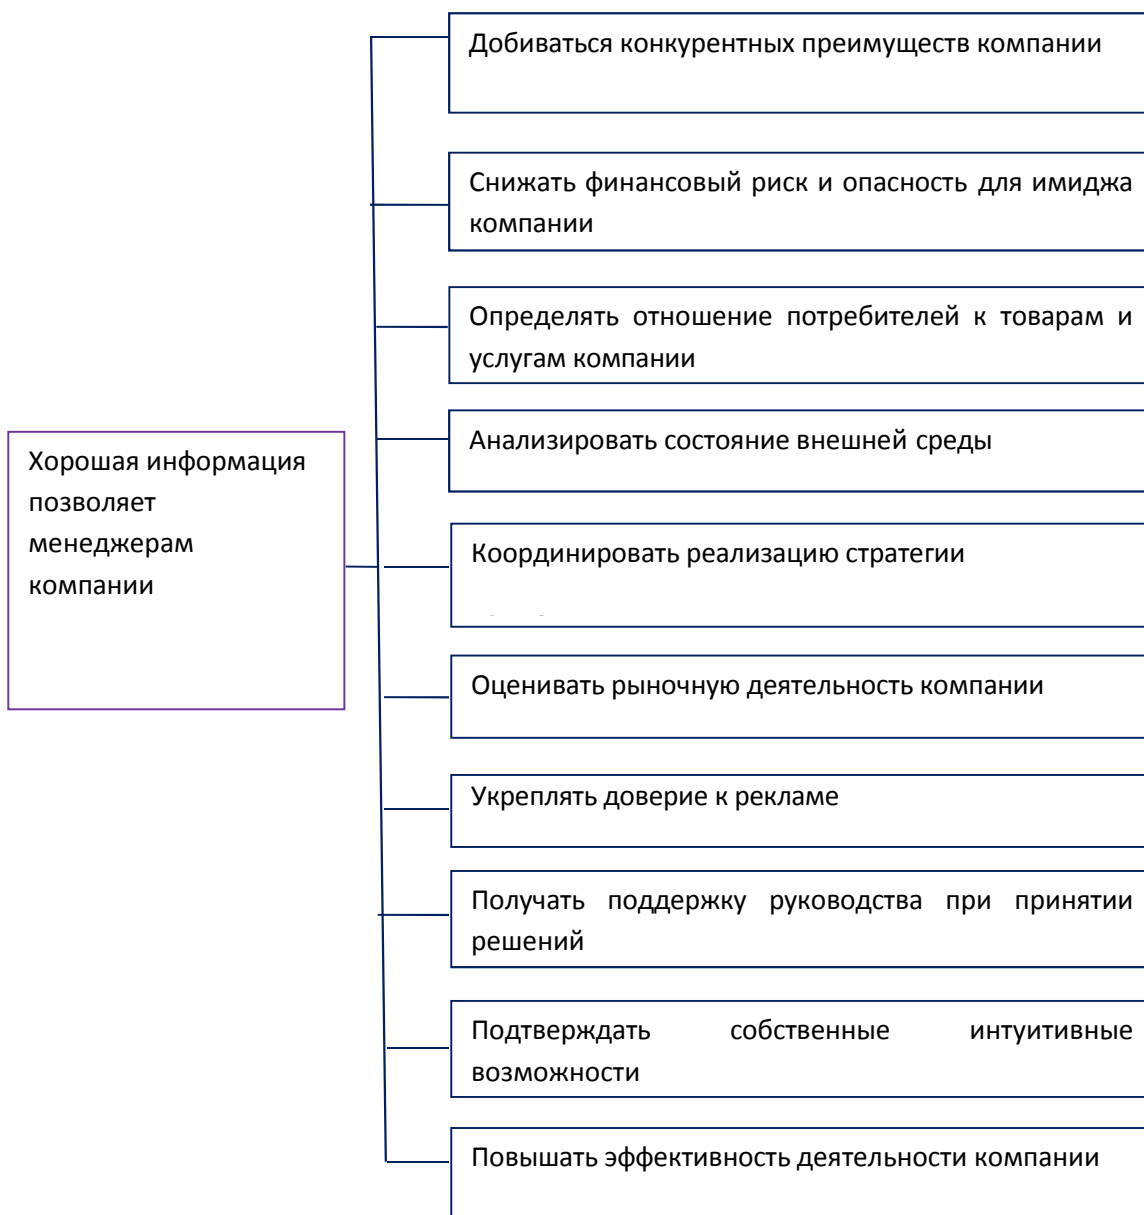 Добиваться конкурентных преимуществ компании
Снижать финансовый риск и опасность для имиджа
компании
Определять отношение потребителей к товарам и
услугам компании
Анализировать состояние внешней среды
Хорошая информация
позволяет
менеджерам
компании
Координировать реализацию стратегии
Оценивать рыночную деятельность компании
Укреплять доверие к рекламе
Получать поддержку руководства при принятии
решений
Подтверждать собственные интуитивные
возможности
Повышать эффективность деятельности компании